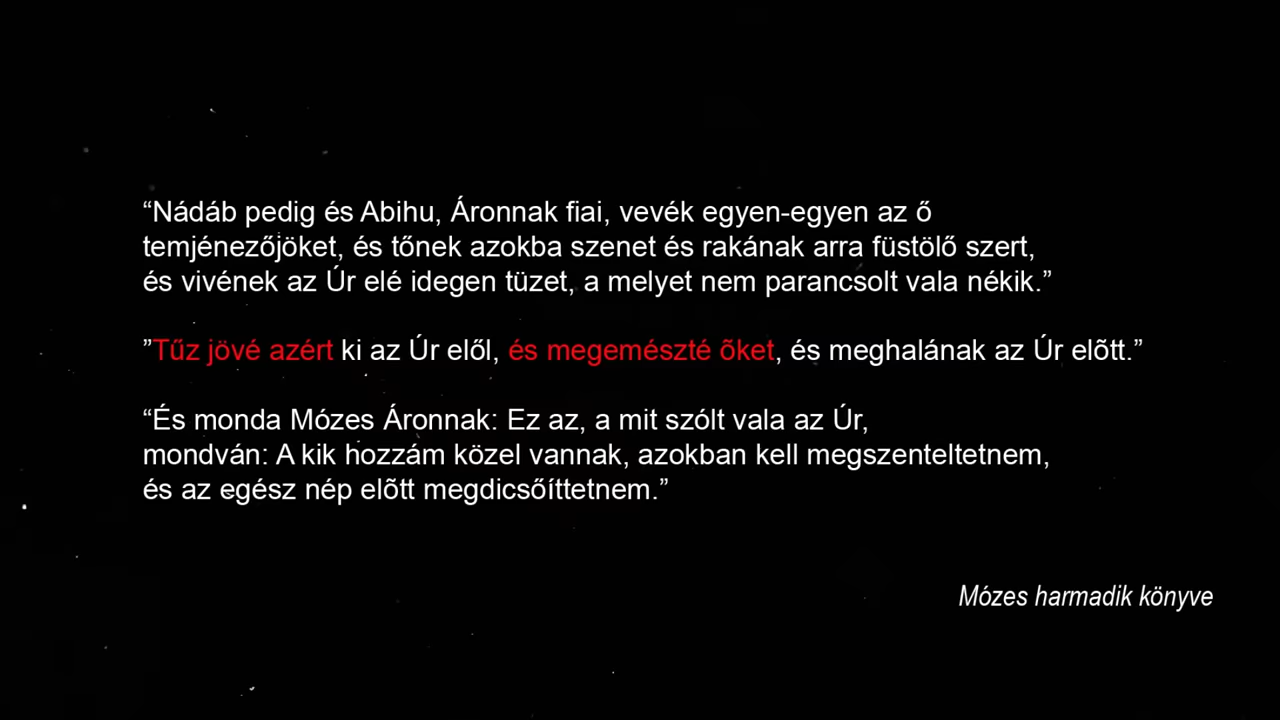 “Nádáb pedig és Abihu, Áronnak fiai, vevék egyen-egyen az ő
temjénezőjöket, és tőnek azokba szenet és rakának arra füstölő szert,
és vivének az Úr elé idegen tüzet, a melyet nem parancsolt vala nékik.”
”Tűz jövé azért ki az Úr elől, és megemészté õket, és meghalának az Úr elõtt.”
“És monda Mózes Áronnak: Ez az, a mit szólt vala az Úr,
mondván: A kik hozzám közel vannak, azokban kell megszenteltetnem,
és az egész nép elõtt megdicsőíttetnem.”
Mózes harmadik könyve